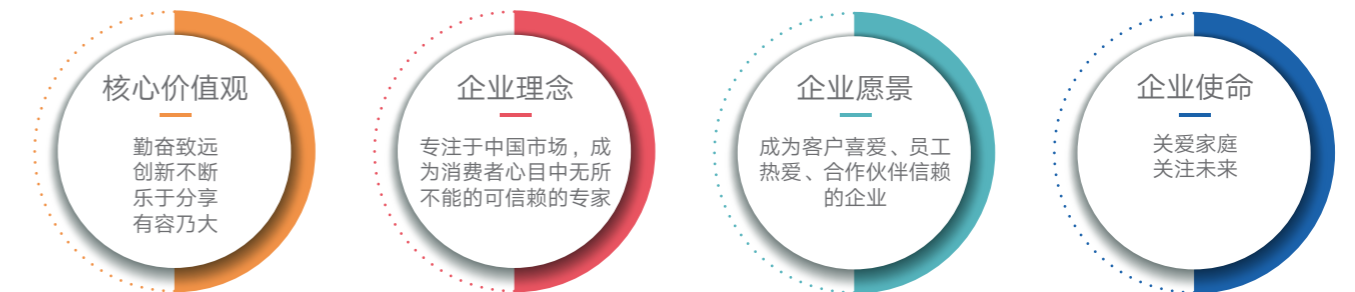 核心价值观
勤奋致远
创新不断
乐于分享
有容乃大
企业理念
专注于中国市场，成
为消费者心目中无所
不能的可信赖的专家
企业愿景
成为客户喜爱、员工
热爱、合作伙伴信赖
的企业
企业使命
关爱家庭
关注未来